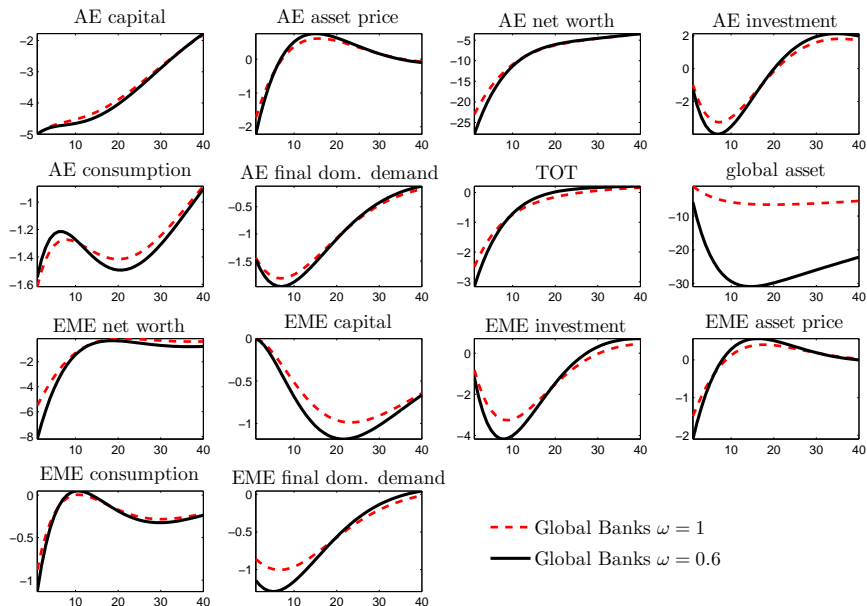 AE capital
AE asset price
AE net worth
AE investment
−2
−3
−4
−5
10 20 30 40
0
−1
−2
10 20 30 40
−5
−10
−15
−20
−25
10 20 30 40
2
0
−2
10 20 30 40
AE consumption
AE final dom. demand
TOT
global asset
−1
−1.2
−1.4
−1.6
10 20 30 40
−0.5
−1
−1.5
10 20 30 40
0
−1
−2
−3
10 20 30 40
−10
−20
−30
10 20 30 40
EME net worth
EME capital
EME investment
EME asset price
−2
−4
−6
−8
10 20 30 40
0
−0.5
−1
10 20 30 40
0
−2
−4
10 20 30 40
0
−1
−2
10 20 30 40
EME consumption
EME final dom. demand
0
−0.5
−1
10 20 30 40
0
−0.5
−1
10 20 30 40
Global Banks ω = 1
Global Banks ω = 0.6